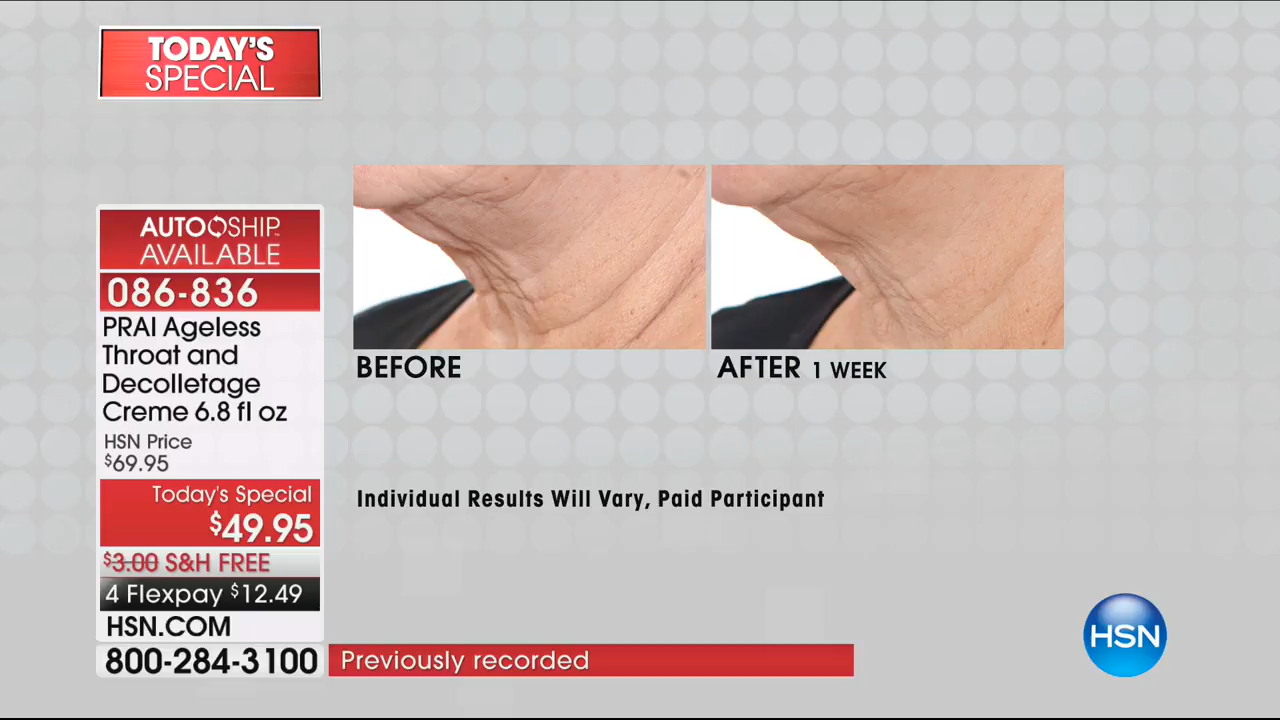 TODAY'S
SPECIAL
AUTOSHIP
AVAILABLE
086-836
PRAI Ageless
Throat and
Decolletage
Creme 6.8 fl oz
HSN Price
$69.95
Today's Special
$49.95
$3.00 S&H FREE
4 Flexpay $12.49
HSN.COM
800-284-3100
BEFORE
AFTER 1 WEEK
Individual Results Will Vary, Paid Participant
Previously recorded
HSN